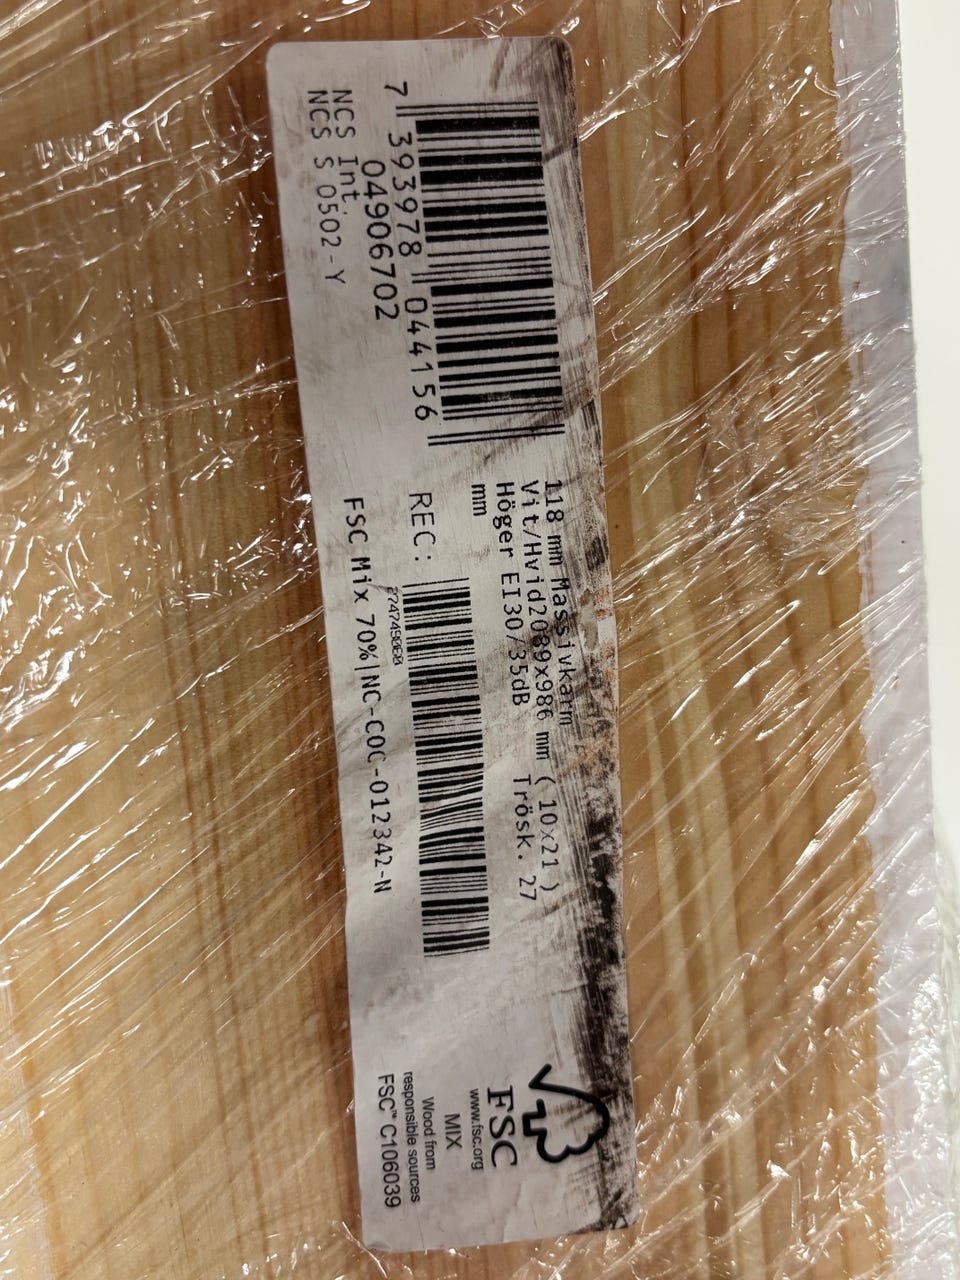 118 mm Massivkarm
Vit/Hvid2089x986 mm ( 10x21 )
Höger EI30/35dB Trösk. 27
mm
7 393978 044156
04906702
NCS Int.
NCS S 0502-Y
REC:
FSC Mix 70%|NC-COC-012342-N
FSC
www.fsc.org
MIX
Wood from
responsible sources
FSC™ C106039